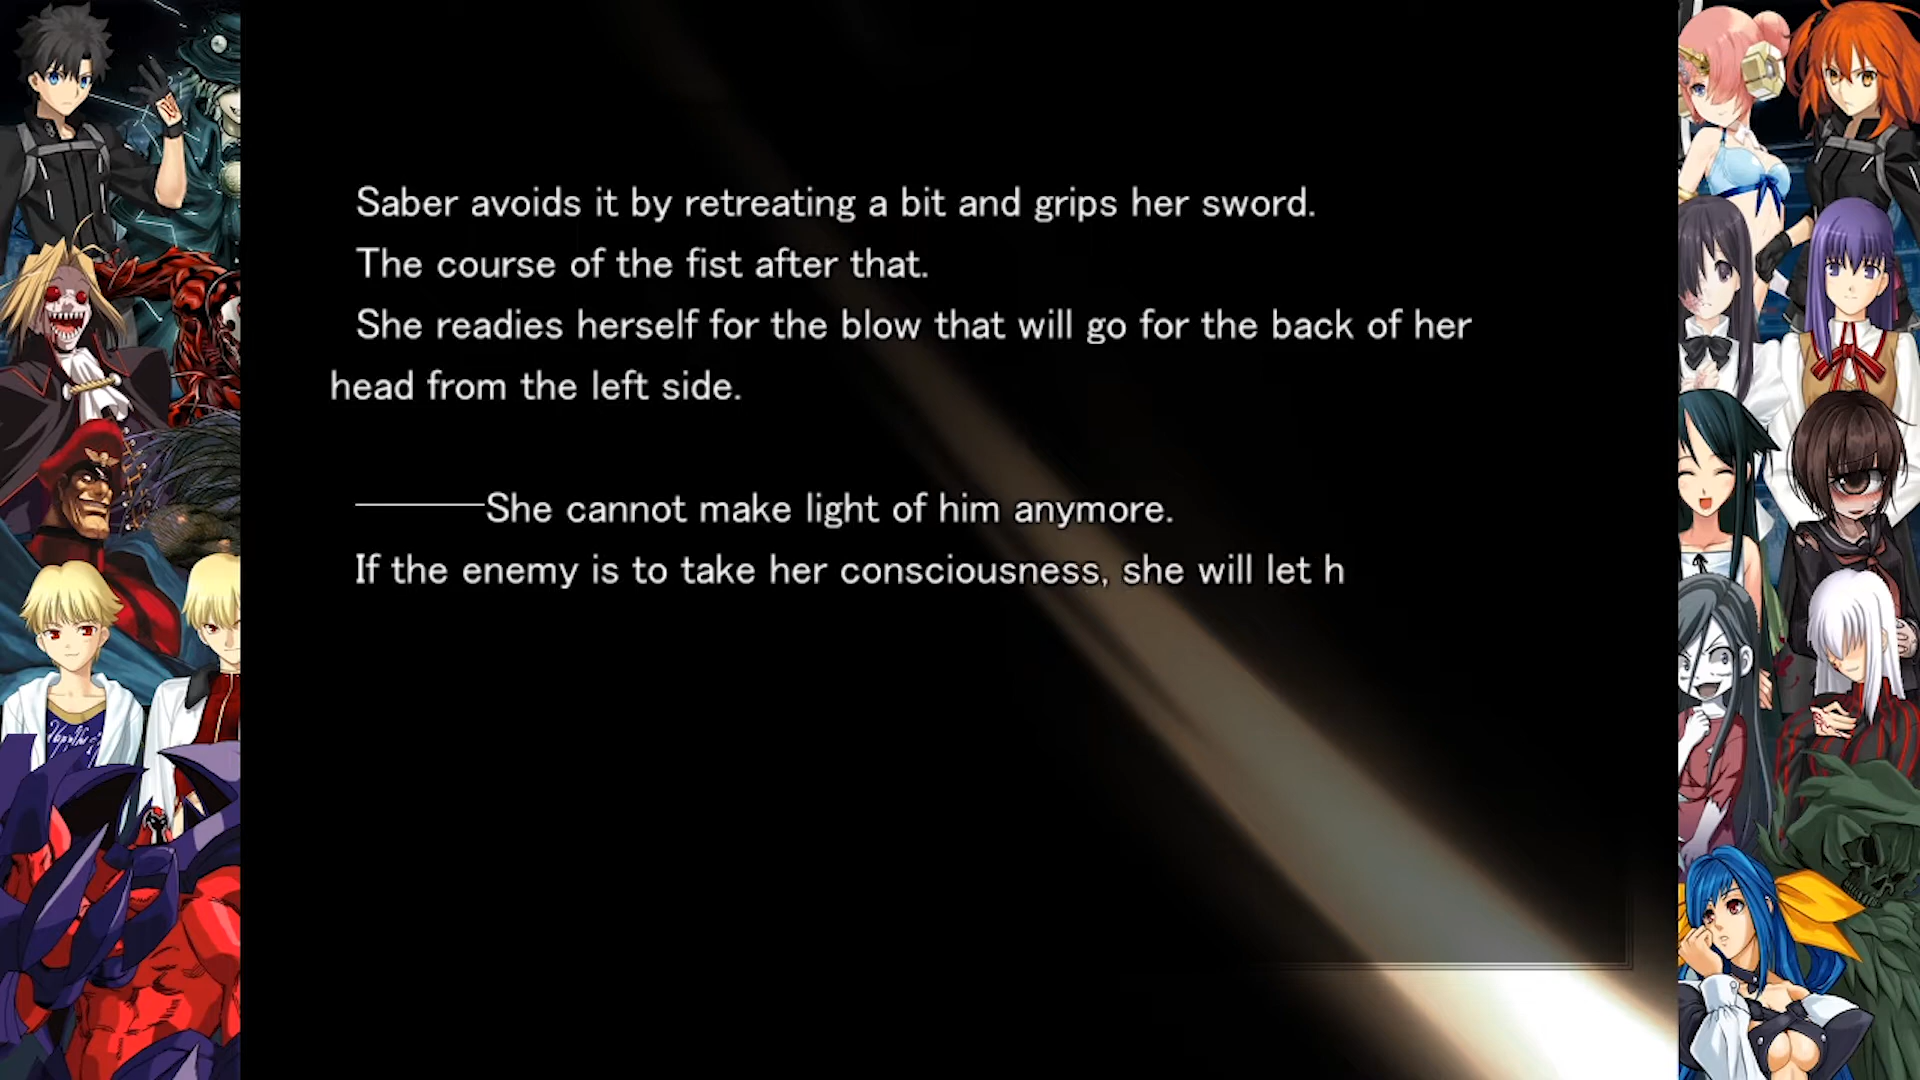 Saber avoids it by retreating a bit and grips her sword.
The course of the fist after that.
She readies herself for the blow that will go for the back of her
head from the left side.
————She cannot make light of him anymore.
If the enemy is to take her consciousness, she will let h